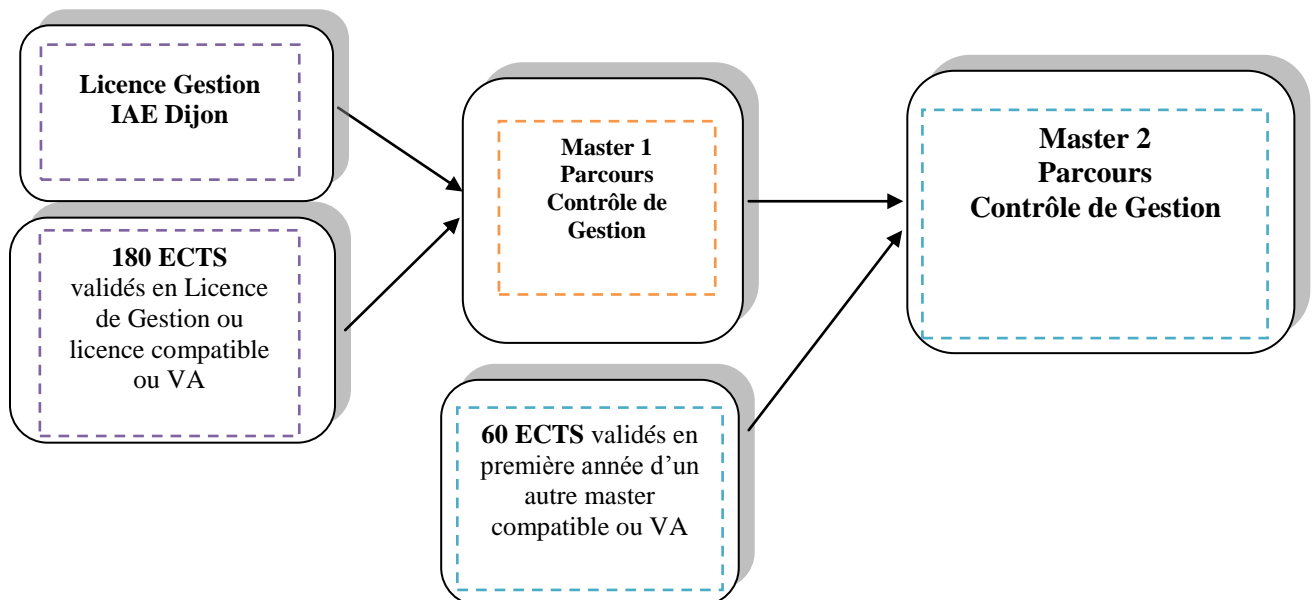 Licence Gestion
IAE Dijon
180 ECTS
validés en Licence
de Gestion ou
licence compatible
ou VA
Master 1
Parcours
Contrôle de
Gestion
60 ECTS validés en
première année d’un
autre master
compatible ou VA
Master 2
Parcours
Contrôle de Gestion